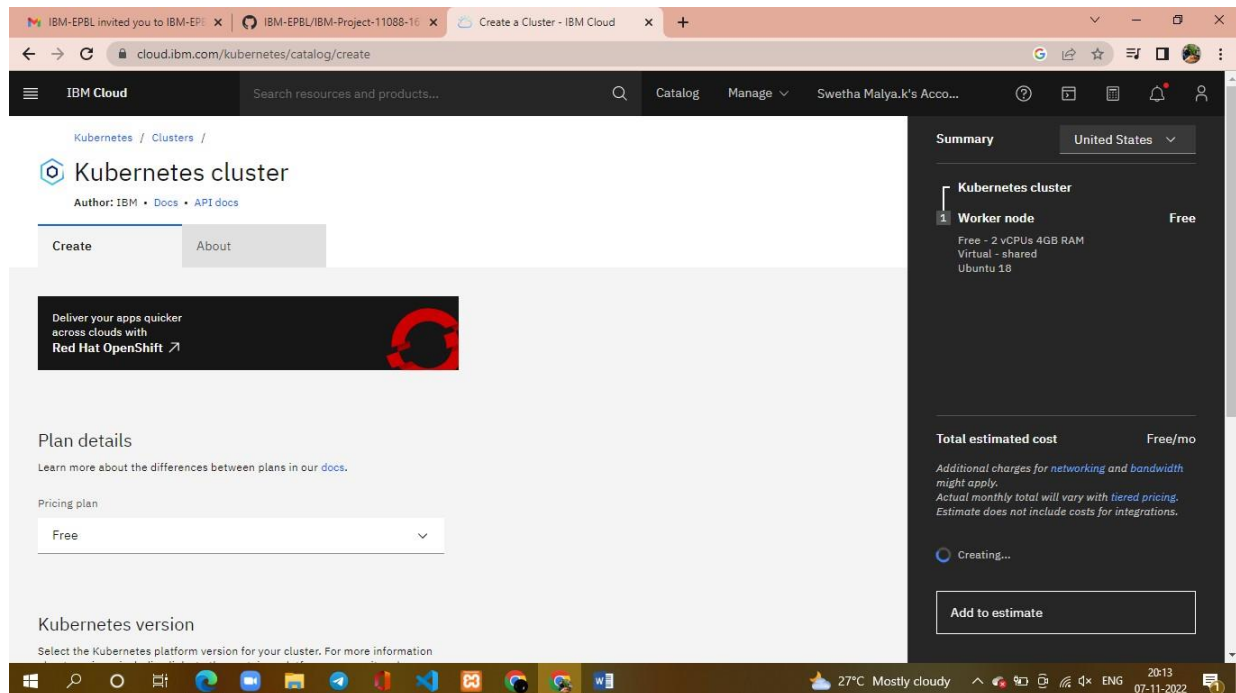 IBM-EPBL invited you to IBM-EPB
IBM-EPBL/IBM-Project-11088-16
Create a Cluster - IBM Cloud
cloud.ibm.com/kubernetes/catalog/create
IBM Cloud
Search resources and products...
Catalog
Manage
Swetha Malya.k's Acco...
Kubernetes / Clusters /
Kubernetes cluster
Author: IBM • Docs • API docs
Create
About
Deliver your apps quicker
across clouds with
Red Hat OpenShift
Plan details
Learn more about the differences between plans in our docs.
Pricing plan
Free
Kubernetes version
Select the Kubernetes platform version for your cluster. For more information
Summary
United States
Kubernetes cluster
1 Worker node Free
Free - 2 vCPUs 4GB RAM
Virtual - shared
Ubuntu 18
Total estimated cost Free/mo
Additional charges for networking and bandwidth
might apply.
Actual monthly total will vary with tiered pricing.
Estimate does not include costs for integrations.
Creating...
Add to estimate
27°C Mostly cloudy
ENG
20:13
07-11-2022